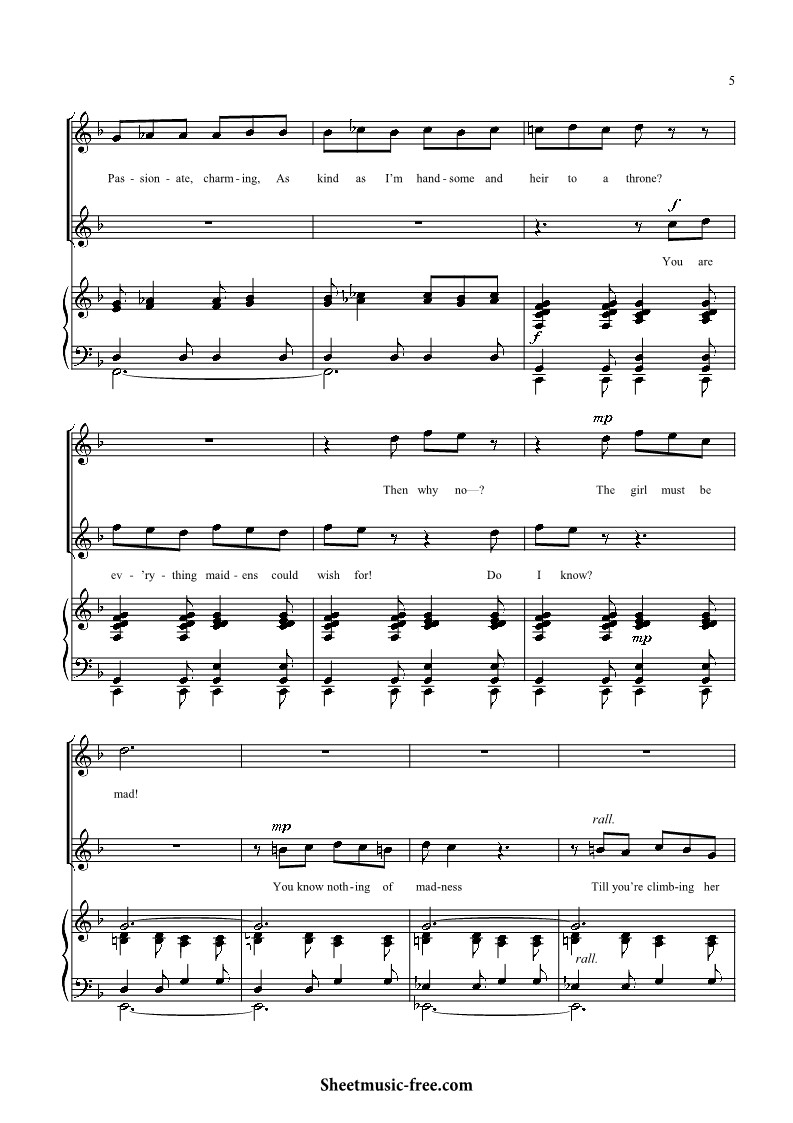 5
Pas - sion - ate, charm - ing, As kind as I'm hand - some and heir to a throne?
f
You are
f
mp
Then why no—? The girl must be
ev - 'ry - thing maid - ens could wish for! Do I know?
mp
mad!
mp
rall.
You know noth - ing of mad - ness Till you're climb - ing her
rall.
Sheetmusic-free.com